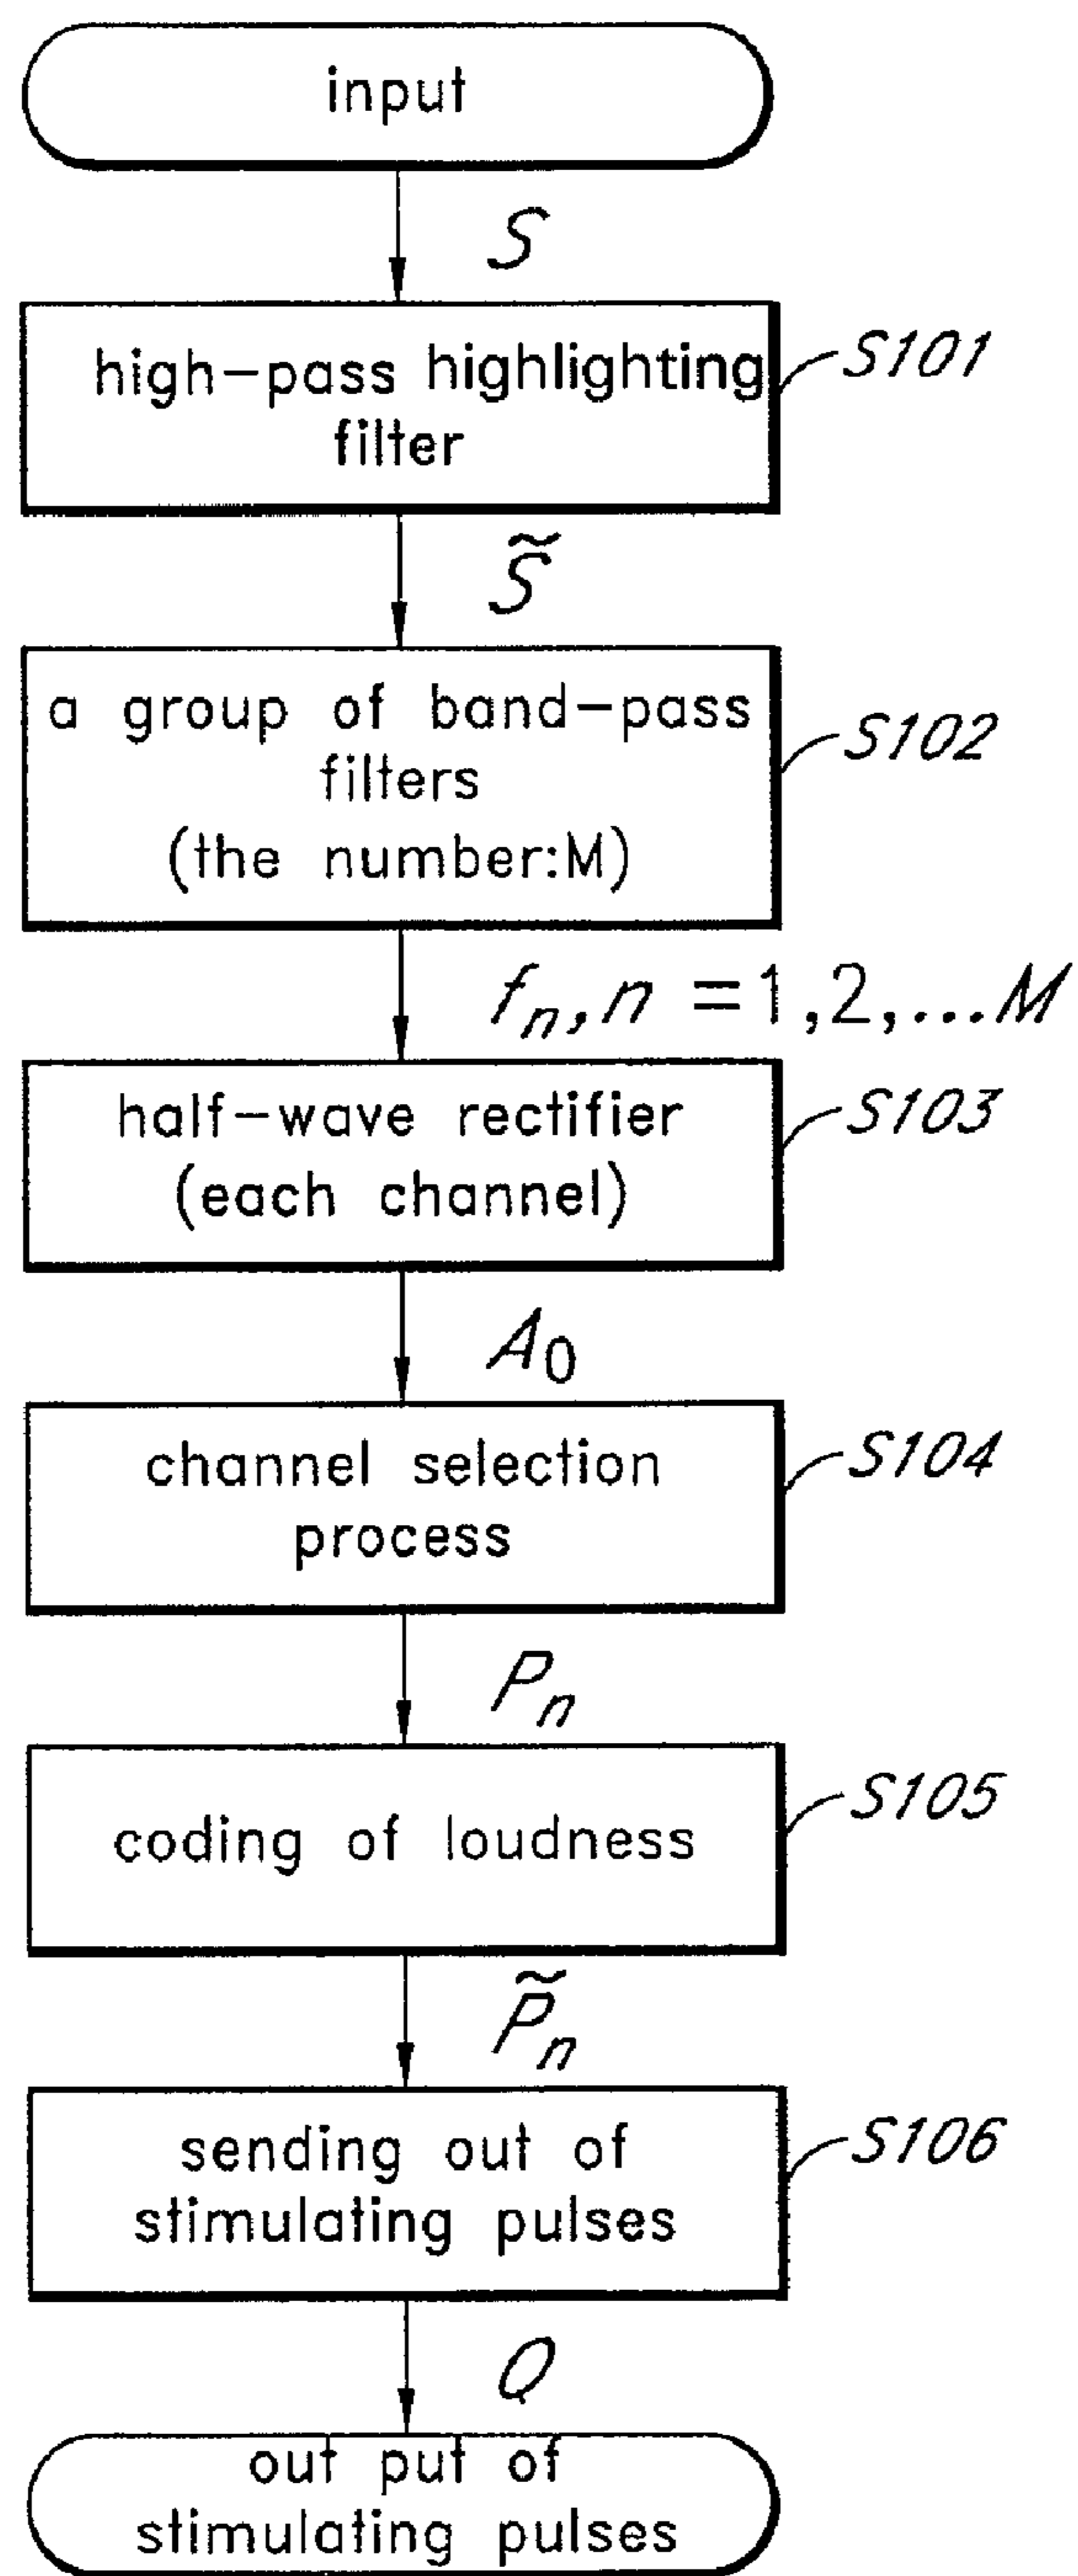 input
S
high-pass highlighting S101
filter
S̃
a group of band-pass
filters S102
(the number:M)
fₙ, n = 1,2,...M
half-wave rectifier S103
(each channel)
A₀
channel selection S104
process
Pₙ
coding of loudness S105
P̃ₙ
sending out of S106
stimulating pulses
Q
out put of
stimulating pulses